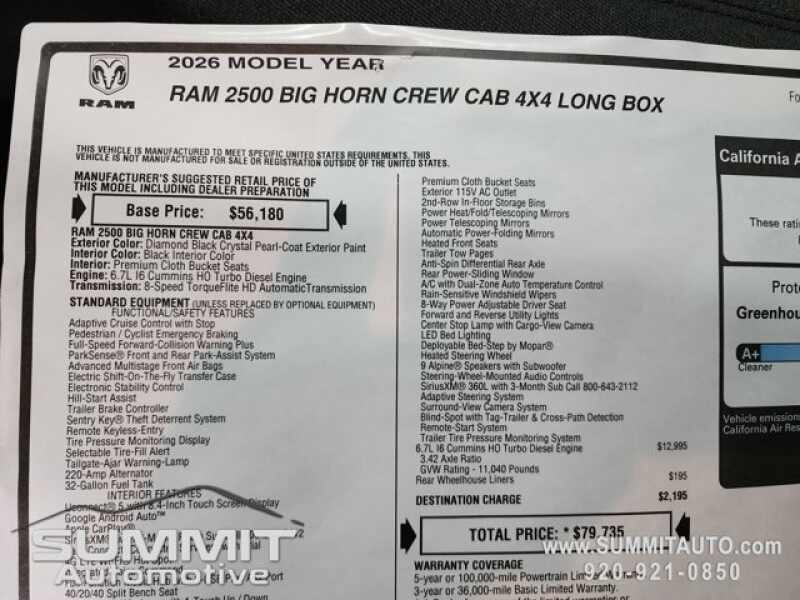 RAM
2026 MODEL YEAR
RAM 2500 BIG HORN CREW CAB 4X4 LONG BOX
THIS VEHICLE IS MANUFACTURED TO MEET SPECIFIC UNITED STATES REQUIREMENTS. THIS
VEHICLE IS NOT MANUFACTURED FOR SALE OR REGISTRATION OUTSIDE OF THE UNITED STATES.
MANUFACTURER'S SUGGESTED RETAIL PRICE OF
THIS MODEL INCLUDING DEALER PREPARATION
Base Price: $56,180
RAM 2500 BIG HORN CREW CAB 4X4
Exterior Color: Diamond Black Crystal Pearl-Coat Exterior Paint
Interior Color: Black Interior Color
Interior: Premium Cloth Bucket Seats
Engine: 6.7L I6 Cummins HO Turbo Diesel Engine
Transmission: 8-Speed TorqueFlite HD AutomaticTransmission
STANDARD EQUIPMENT (UNLESS REPLACED BY OPTIONAL EQUIPMENT)
FUNCTIONAL/SAFETY FEATURES
Adaptive Cruise Control with Stop
Pedestrian / Cyclist Emergency Braking
Full-Speed Forward-Collision Warning Plus
ParkSense® Front and Rear Park-Assist System
Advanced Multistage Front Air Bags
Electric Shift-On-The-Fly Transfer Case
Electronic Stability Control
Hill-Start Assist
Trailer Brake Controller
Sentry Key® Theft Deterrent System
Remote Keyless-Entry
Tire Pressure Monitoring Display
Selectable Tire-Fill Alert
Tailgate-Ajar Warning-Lamp
220-Amp Alternator
32-Gallon Fuel Tank
INTERIOR FEATURES
Uconnect® 5 with 8.4-Inch Touch Screen Display
Google Android Auto™
Apple CarPlay®
40/20/40 Split Bench Seat
Premium Cloth Bucket Seats
Exterior 115V AC Outlet
2nd-Row In-Floor Storage Bins
Power Heat/Fold/Telescoping Mirrors
Power Telescoping Mirrors
Automatic Power-Folding Mirrors
Heated Front Seats
Trailer Tow Pages
Anti-Spin Differential Rear Axle
Rear Power-Sliding Window
A/C with Dual-Zone Auto Temperature Control
Rain-Sensitive Windshield Wipers
8-Way Power Adjustable Driver Seat
Forward and Reverse Utility Lights
Center Stop Lamp with Cargo-View Camera
LED Bed Lighting
Deployable Bed-Step by Mopar®
Heated Steering Wheel
9 Alpine® Speakers with Subwoofer
Steering-Wheel-Mounted Audio Controls
SiriusXM® 360L with 3-Month Sub Call 800-643-2112
Adaptive Steering System
Surround-View Camera System
Blind-Spot with Tag-Trailer & Cross-Path Detection
Remote-Start System
Trailer Tire Pressure Monitoring System
6.7L I6 Cummins HO Turbo Diesel Engine $12,995
3.42 Axle Ratio
GVW Rating - 11,040 Pounds
Rear Wheelhouse Liners $195
DESTINATION CHARGE $2,195
TOTAL PRICE: * $79,735
WARRANTY COVERAGE
5-year or 100,000-mile Powertrain Limited Warranty.
3-year or 36,000-mile Basic Limited Warranty.
Fo
California A
These ratin
Prote
Greenhou
A+
Cleaner
Vehicle emission
California Air Res
SUMMIT
Automotive
WWW.SUMMITAUTO.COM
920-921-0850